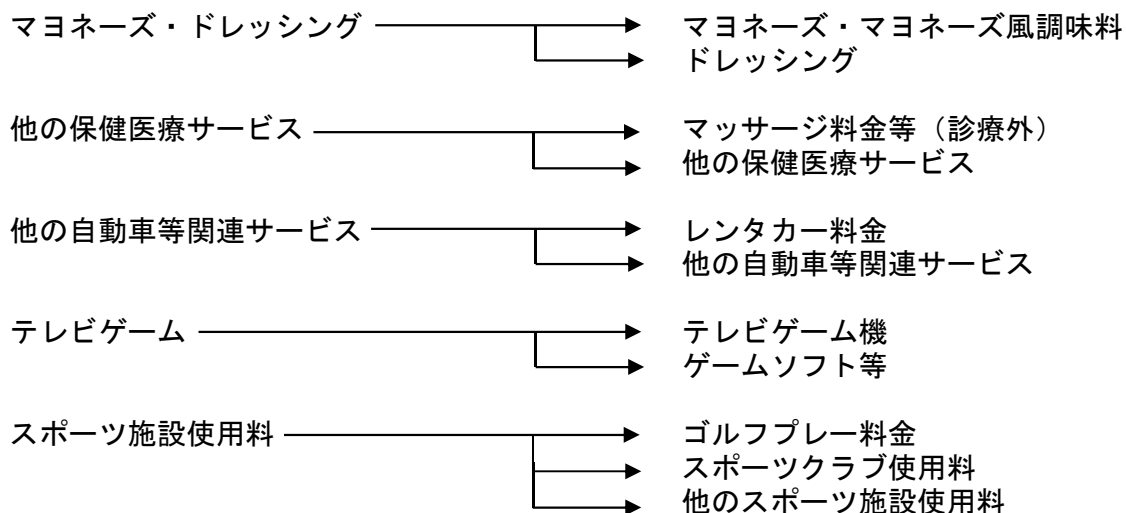 マヨネーズ・ドレッシング マヨネーズ・マヨネーズ風調味料
ドレッシング
他の保健医療サービス マッサージ料金等（診療外）
他の保健医療サービス
他の自動車等関連サービス レンタカー料金
他の自動車等関連サービス
テレビゲーム テレビゲーム機
ゲームソフト等
スポーツ施設使用料 ゴルフプレー料金
スポーツクラブ使用料
他のスポーツ施設使用料